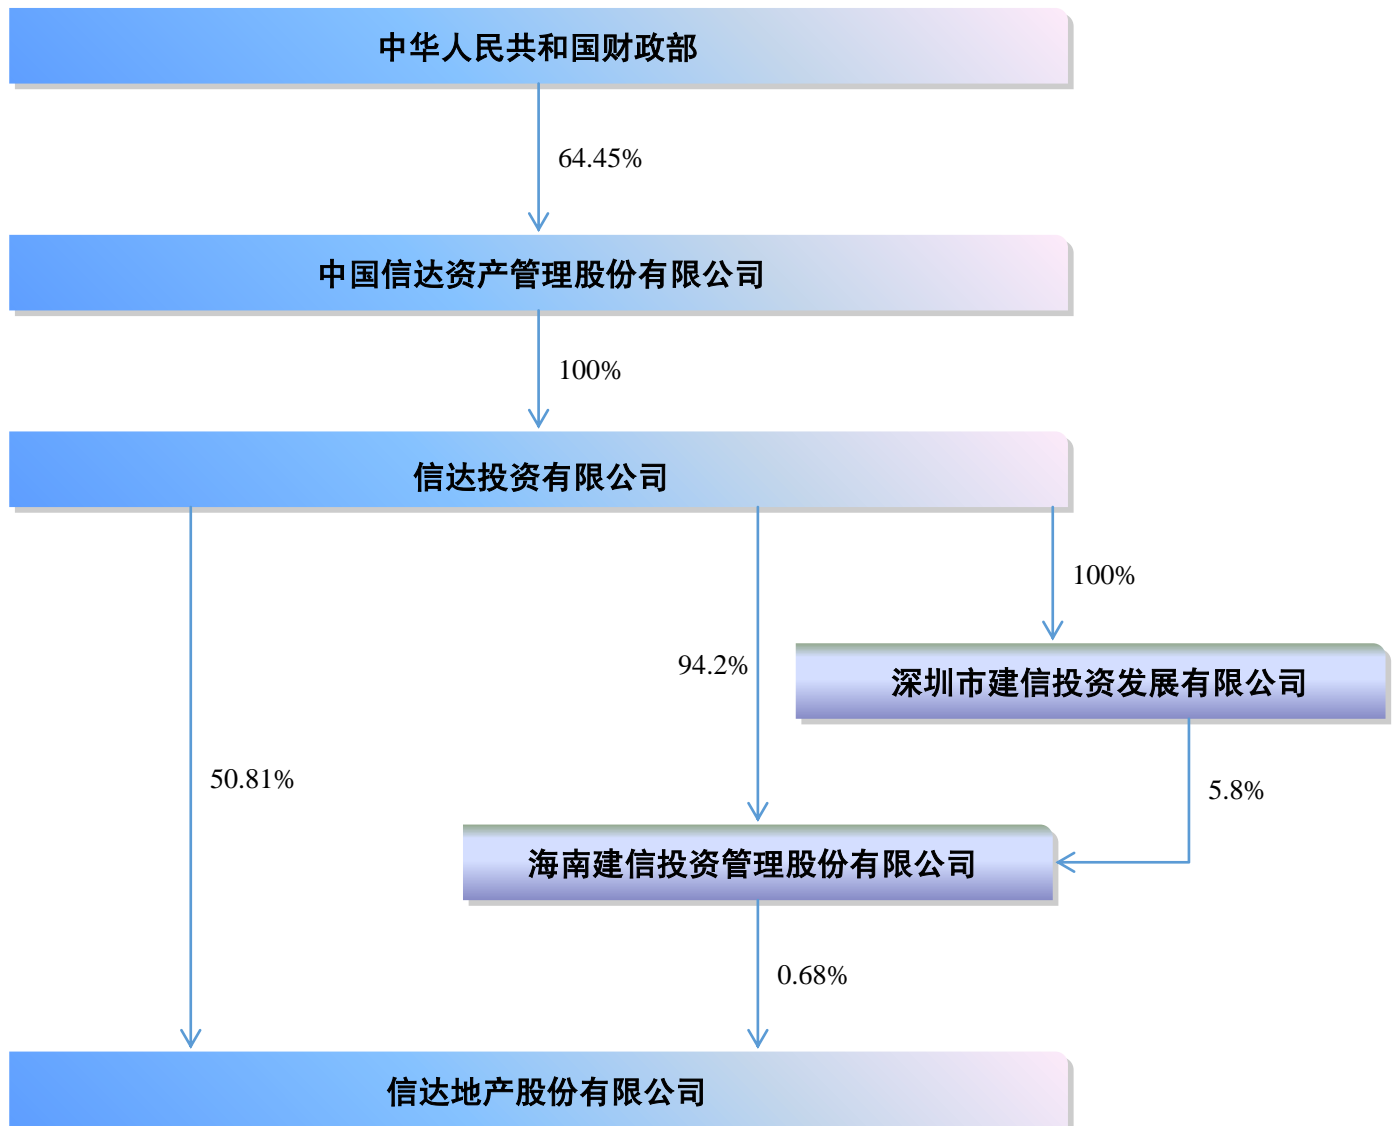 中华人民共和国财政部
64.45%
中国信达资产管理股份有限公司
100%
信达投资有限公司
100%
94.2%
深圳市建信投资发展有限公司
50.81%
5.8%
海南建信投资管理股份有限公司
0.68%
信达地产股份有限公司